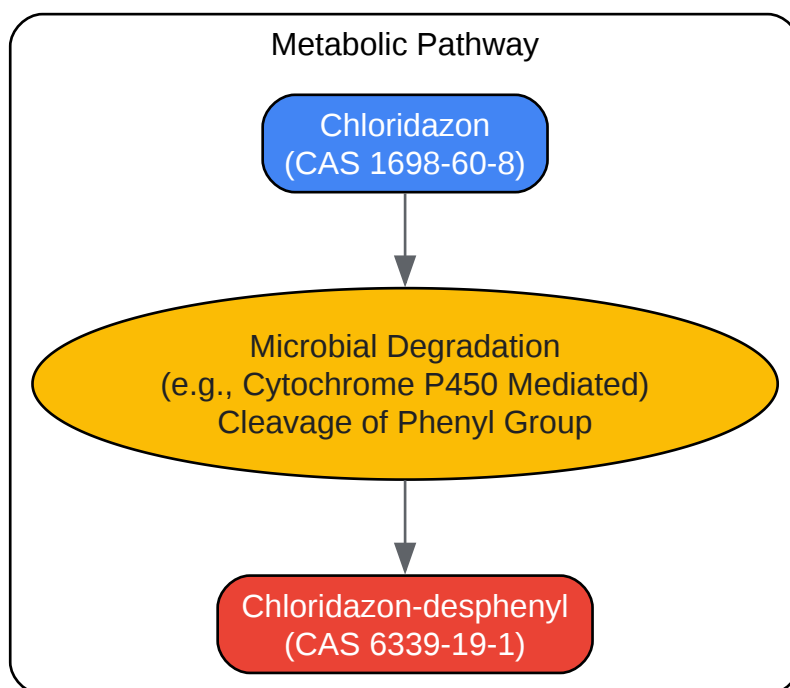 Metabolic Pathway
Chloridazon
(CAS 1698-60-8)
Microbial Degradation
(e.g., Cytochrome P450 Mediated)
Cleavage of Phenyl Group
Chloridazon-desphenyl
(CAS 6339-19-1)